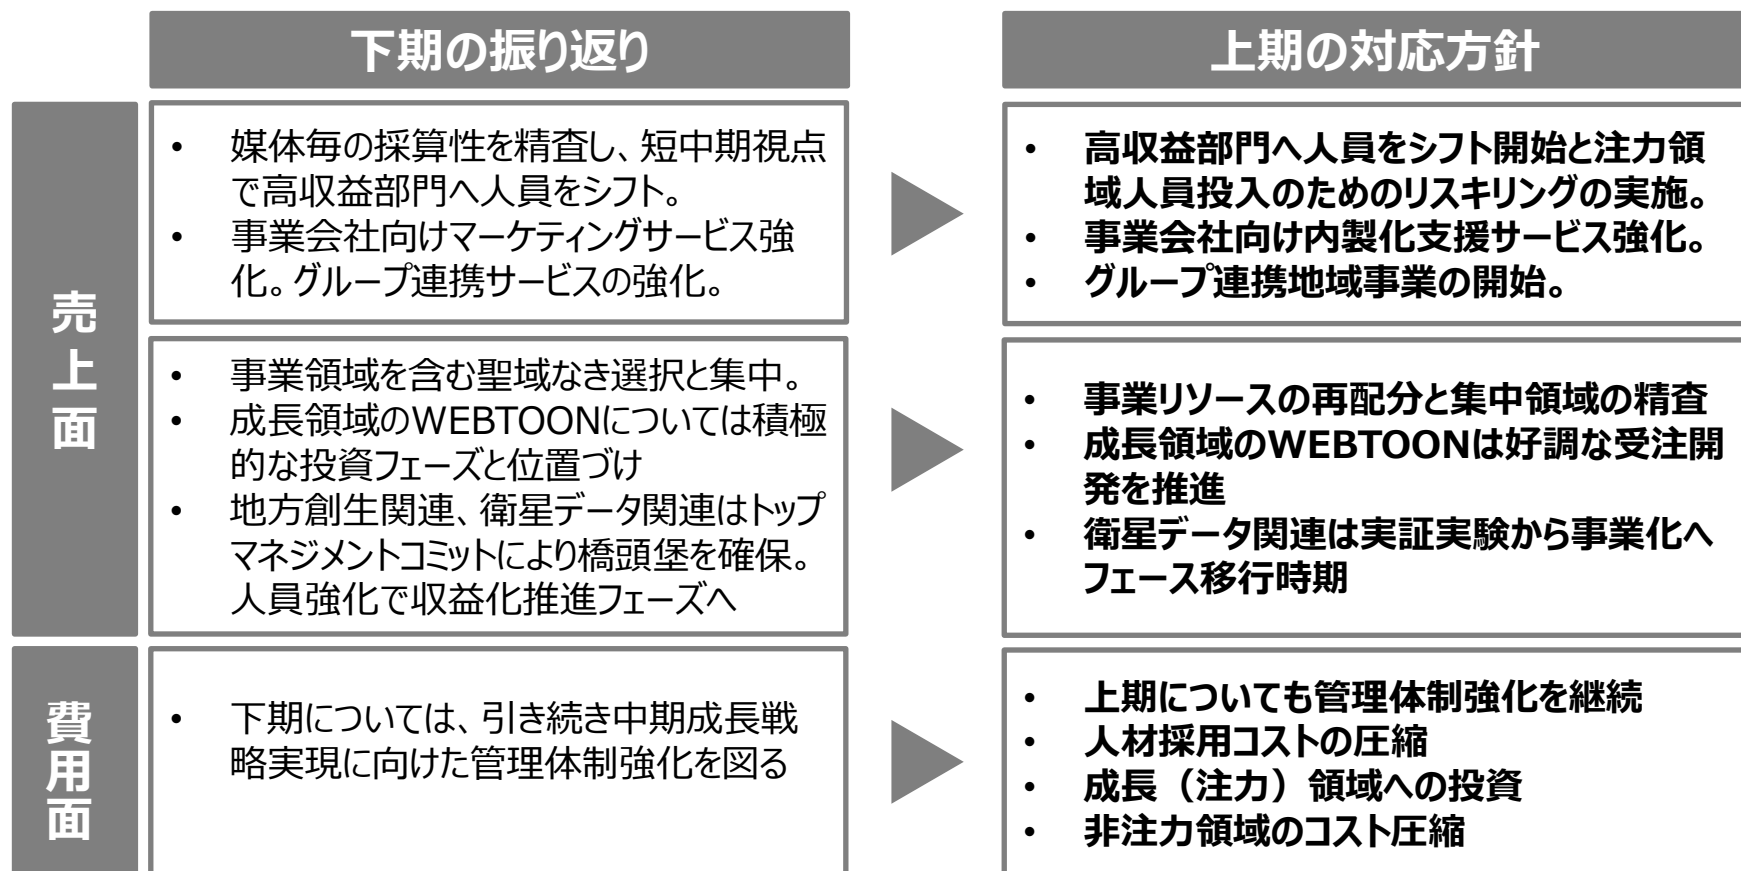 下期の振り返り
上期の対応方針
売上面
• 媒体毎の採算性を精査し、短中期視点
で高収益部門へ人員をシフト。
• 事業会社向けマーケティングサービス強
化。グループ連携サービスの強化。
• 高収益部門へ人員をシフト開始と注力領
域人員投入のためのリスキリングの実施。
• 事業会社向け内製化支援サービス強化。
• グループ連携地域事業の開始。
• 事業領域を含む聖域なき選択と集中。
• 成長領域のWEBTOONについては積極
的な投資フェーズと位置づけ
• 地方創生関連、衛星データ関連はトップ
マネジメントコミットにより橋頭堡を確保。
人員強化で収益化推進フェーズへ
• 事業リソースの再配分と集中領域の精査
• 成長領域のWEBTOONは好調な受注開
発を推進
• 衛星データ関連は実証実験から事業化へ
フェース移行時期
費用面
• 下期については、引き続き中期成長戦
略実現に向けた管理体制強化を図る
• 上期についても管理体制強化を継続
• 人材採用コストの圧縮
• 成長（注力）領域への投資
• 非注力領域のコスト圧縮